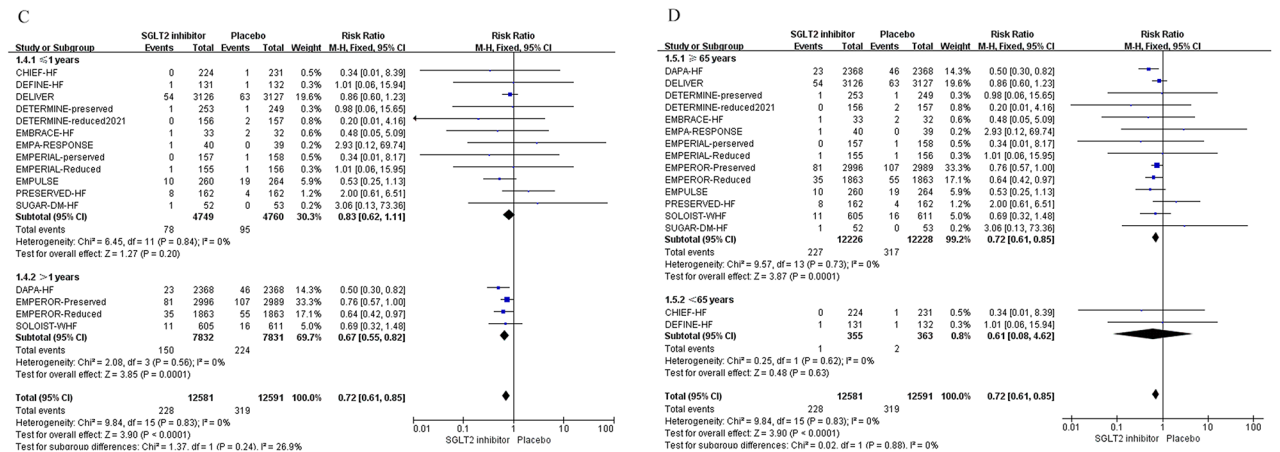 C
SGLT2 inhibitor Placebo Risk Ratio Risk Ratio
Study or Subgroup Events Total Events Total Weight M-H, Fixed, 95% CI M-H, Fixed, 95% CI
1.4.1 ≤1 years
CHIEF-HF 0 224 1 231 0.5% 0.34 [0.01, 8.39]
DEFINE-HF 1 131 1 132 0.3% 1.01 [0.06, 15.94]
DELIVER 54 3126 63 3127 19.6% 0.86 [0.60, 1.23]
DETERMINE-preserved 1 253 1 249 0.3% 0.98 [0.06, 15.65]
DETERMINE-reduced2021 0 156 2 157 0.8% 0.20 [0.01, 4.16]
EMBRACE-HF 1 33 2 32 0.6% 0.48 [0.05, 5.09]
EMPA-RESPONSE 1 40 0 39 0.2% 2.93 [0.12, 69.74]
EMPERIAL-perserved 0 157 1 158 0.5% 0.34 [0.01, 8.17]
EMPERIAL-Reduced 1 155 1 156 0.3% 1.01 [0.06, 15.95]
EMPULSE 10 260 19 264 5.9% 0.53 [0.25, 1.13]
PRESERVED-HF 8 162 4 162 1.2% 2.00 [0.61, 6.51]
SUGAR-DM-HF 1 52 0 53 0.2% 3.06 [0.13, 73.36]
Subtotal (95% CI) 4749 4760 30.3% 0.83 [0.62, 1.11]
Total events 78 95
Heterogeneity: Chi² = 6.45, df = 11 (P = 0.84); I² = 0%
Test for overall effect: Z = 1.27 (P = 0.20)
1.4.2 >1 years
DAPA-HF 23 2368 46 2368 14.3% 0.50 [0.30, 0.82]
EMPEROR-Preserved 81 2996 107 2989 33.3% 0.76 [0.57, 1.00]
EMPEROR-Reduced 35 1863 55 1863 17.1% 0.64 [0.42, 0.97]
SOLOIST-WHF 11 605 16 611 5.0% 0.69 [0.32, 1.48]
Subtotal (95% CI) 7832 7831 69.7% 0.67 [0.55, 0.82]
Total events 150 224
Heterogeneity: Chi² = 2.08, df = 3 (P = 0.56); I² = 0%
Test for overall effect: Z = 3.85 (P = 0.0001)
Total (95% CI) 12581 12591 100.0% 0.72 [0.61, 0.85]
Total events 228 319
Heterogeneity: Chi² = 9.84, df = 15 (P = 0.83); I² = 0%
Test for overall effect: Z = 3.90 (P < 0.0001)
Test for subgroup differences: Chi² = 1.37, df = 1 (P = 0.24), I² = 26.9%
0.01 0.1 1 10 100
SGLT2 inhibitor Placebo
D
SGLT2 inhibitor Placebo Risk Ratio Risk Ratio
Study or Subgroup Events Total Events Total Weight M-H, Fixed, 95% CI M-H, Fixed, 95% CI
1.5.1 ≥ 65 years
DAPA-HF 23 2368 46 2368 14.3% 0.50 [0.30, 0.82]
DELIVER 54 3126 63 3127 19.6% 0.86 [0.60, 1.23]
DETERMINE-preserved 1 253 1 249 0.3% 0.98 [0.06, 15.65]
DETERMINE-reduced2021 0 156 2 157 0.8% 0.20 [0.01, 4.16]
EMBRACE-HF 1 33 2 32 0.6% 0.48 [0.05, 5.09]
EMPA-RESPONSE 1 40 0 39 0.2% 2.93 [0.12, 69.74]
EMPERIAL-perserved 0 157 1 158 0.5% 0.34 [0.01, 8.17]
EMPERIAL-Reduced 1 155 1 156 0.3% 1.01 [0.06, 15.95]
EMPEROR-Preserved 81 2996 107 2989 33.3% 0.76 [0.57, 1.00]
EMPEROR-Reduced 35 1863 55 1863 17.1% 0.64 [0.42, 0.97]
EMPULSE 10 260 19 264 5.9% 0.53 [0.25, 1.13]
PRESERVED-HF 8 162 4 162 1.2% 2.00 [0.61, 6.51]
SOLOIST-WHF 11 605 16 611 5.0% 0.69 [0.32, 1.48]
SUGAR-DM-HF 1 52 0 53 0.2% 3.06 [0.13, 73.36]
Subtotal (95% CI) 12226 12228 99.2% 0.72 [0.61, 0.85]
Total events 227 317
Heterogeneity: Chi² = 9.57, df = 13 (P = 0.73); I² = 0%
Test for overall effect: Z = 3.87 (P = 0.0001)
1.5.2 <65 years
CHIEF-HF 0 224 1 231 0.5% 0.34 [0.01, 8.39]
DEFINE-HF 1 131 1 132 0.3% 1.01 [0.06, 15.94]
Subtotal (95% CI) 355 363 0.8% 0.61 [0.08, 4.62]
Total events 1 2
Heterogeneity: Chi² = 0.25, df = 1 (P = 0.62); I² = 0%
Test for overall effect: Z = 0.48 (P = 0.63)
Total (95% CI) 12581 12591 100.0% 0.72 [0.61, 0.85]
Total events 228 319
Heterogeneity: Chi² = 9.84, df = 15 (P = 0.83); I² = 0%
Test for overall effect: Z = 3.90 (P < 0.0001)
Test for subgroup differences: Chi² = 0.02, df = 1 (P = 0.88), I² = 0%
0.01 0.1 1 10 100
SGLT2 inhibitor Placebo